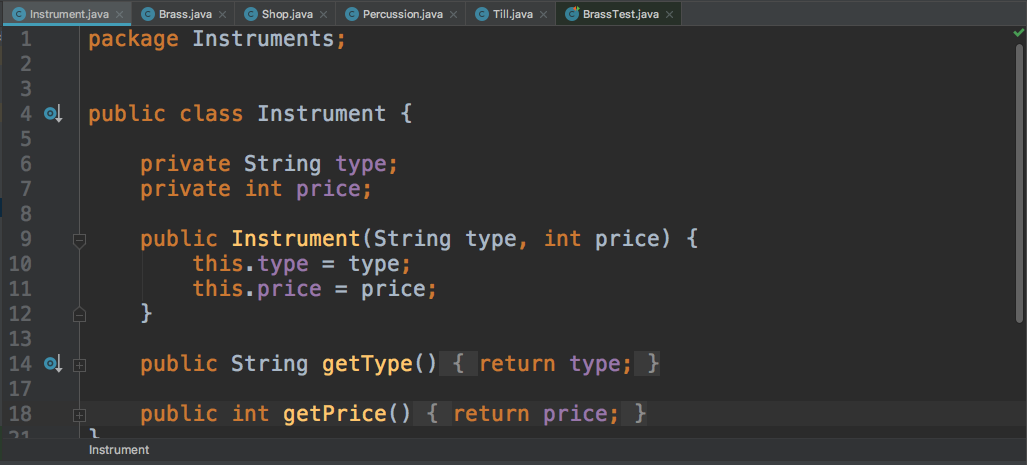 Instrument.java Brass.java Shop.java Percussion.java Till.java BrassTest.java
1 package Instruments;
2
3
4 public class Instrument {
5
6 private String type;
7 private int price;
8
9 public Instrument(String type, int price) {
10 this.type = type;
11 this.price = price;
12 }
13
14 public String getType() { return type; }
17
18 public int getPrice() { return price; }
21 }
Instrument